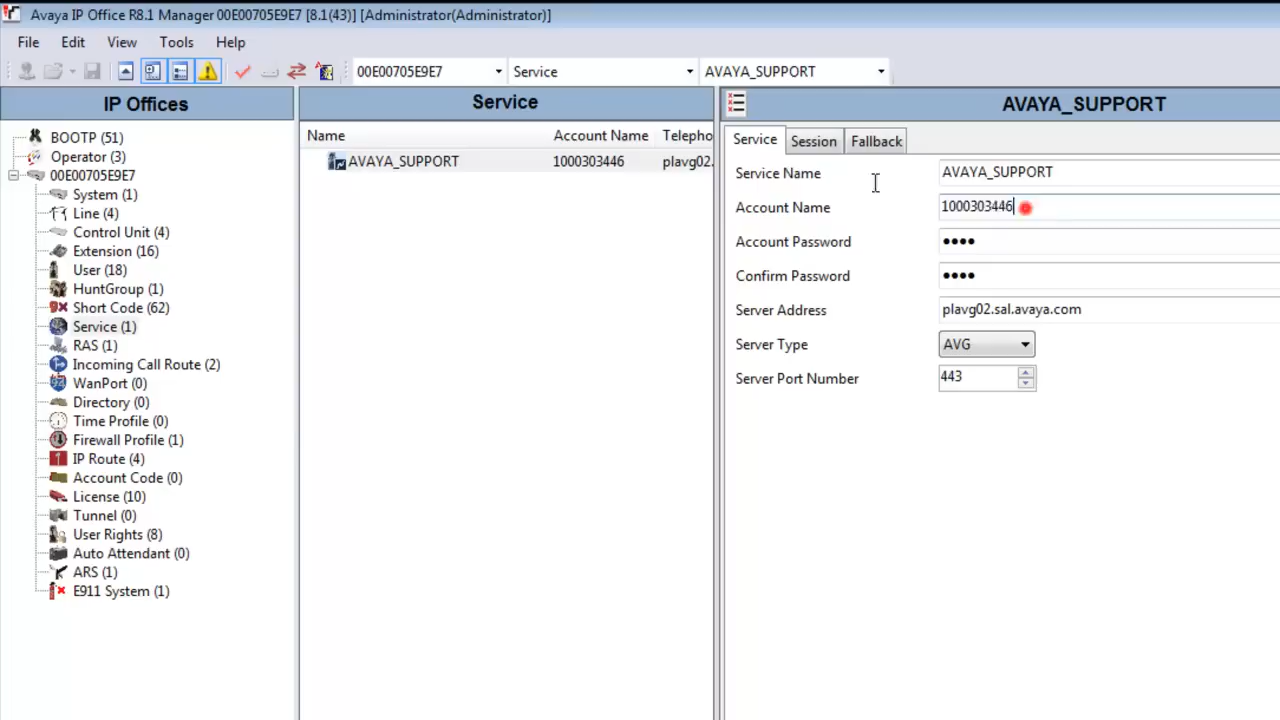 Avaya IP Office R8.1 Manager 00E00705E9E7 [8.1(43)] [Administrator(Administrator)]
File Edit View Tools Help
00E00705E9E7 Service AVAYA_SUPPORT
IP Offices
BOOTP (51)
Operator (3)
00E00705E9E7
System (1)
Line (4)
Control Unit (4)
Extension (16)
User (18)
HuntGroup (1)
Short Code (62)
Service (1)
RAS (1)
Incoming Call Route (2)
WanPort (0)
Directory (0)
Time Profile (0)
Firewall Profile (1)
IP Route (4)
Account Code (0)
License (10)
Tunnel (0)
User Rights (8)
Auto Attendant (0)
ARS (1)
E911 System (1)
Service
Name Account Name Telepho
AVAYA_SUPPORT 1000303446 plavg02.
AVAYA_SUPPORT
Service Session Fallback
Service Name AVAYA_SUPPORT
Account Name 1000303446
Account Password ••••
Confirm Password ••••
Server Address plavg02.sal.avaya.com
Server Type AVG
Server Port Number 443